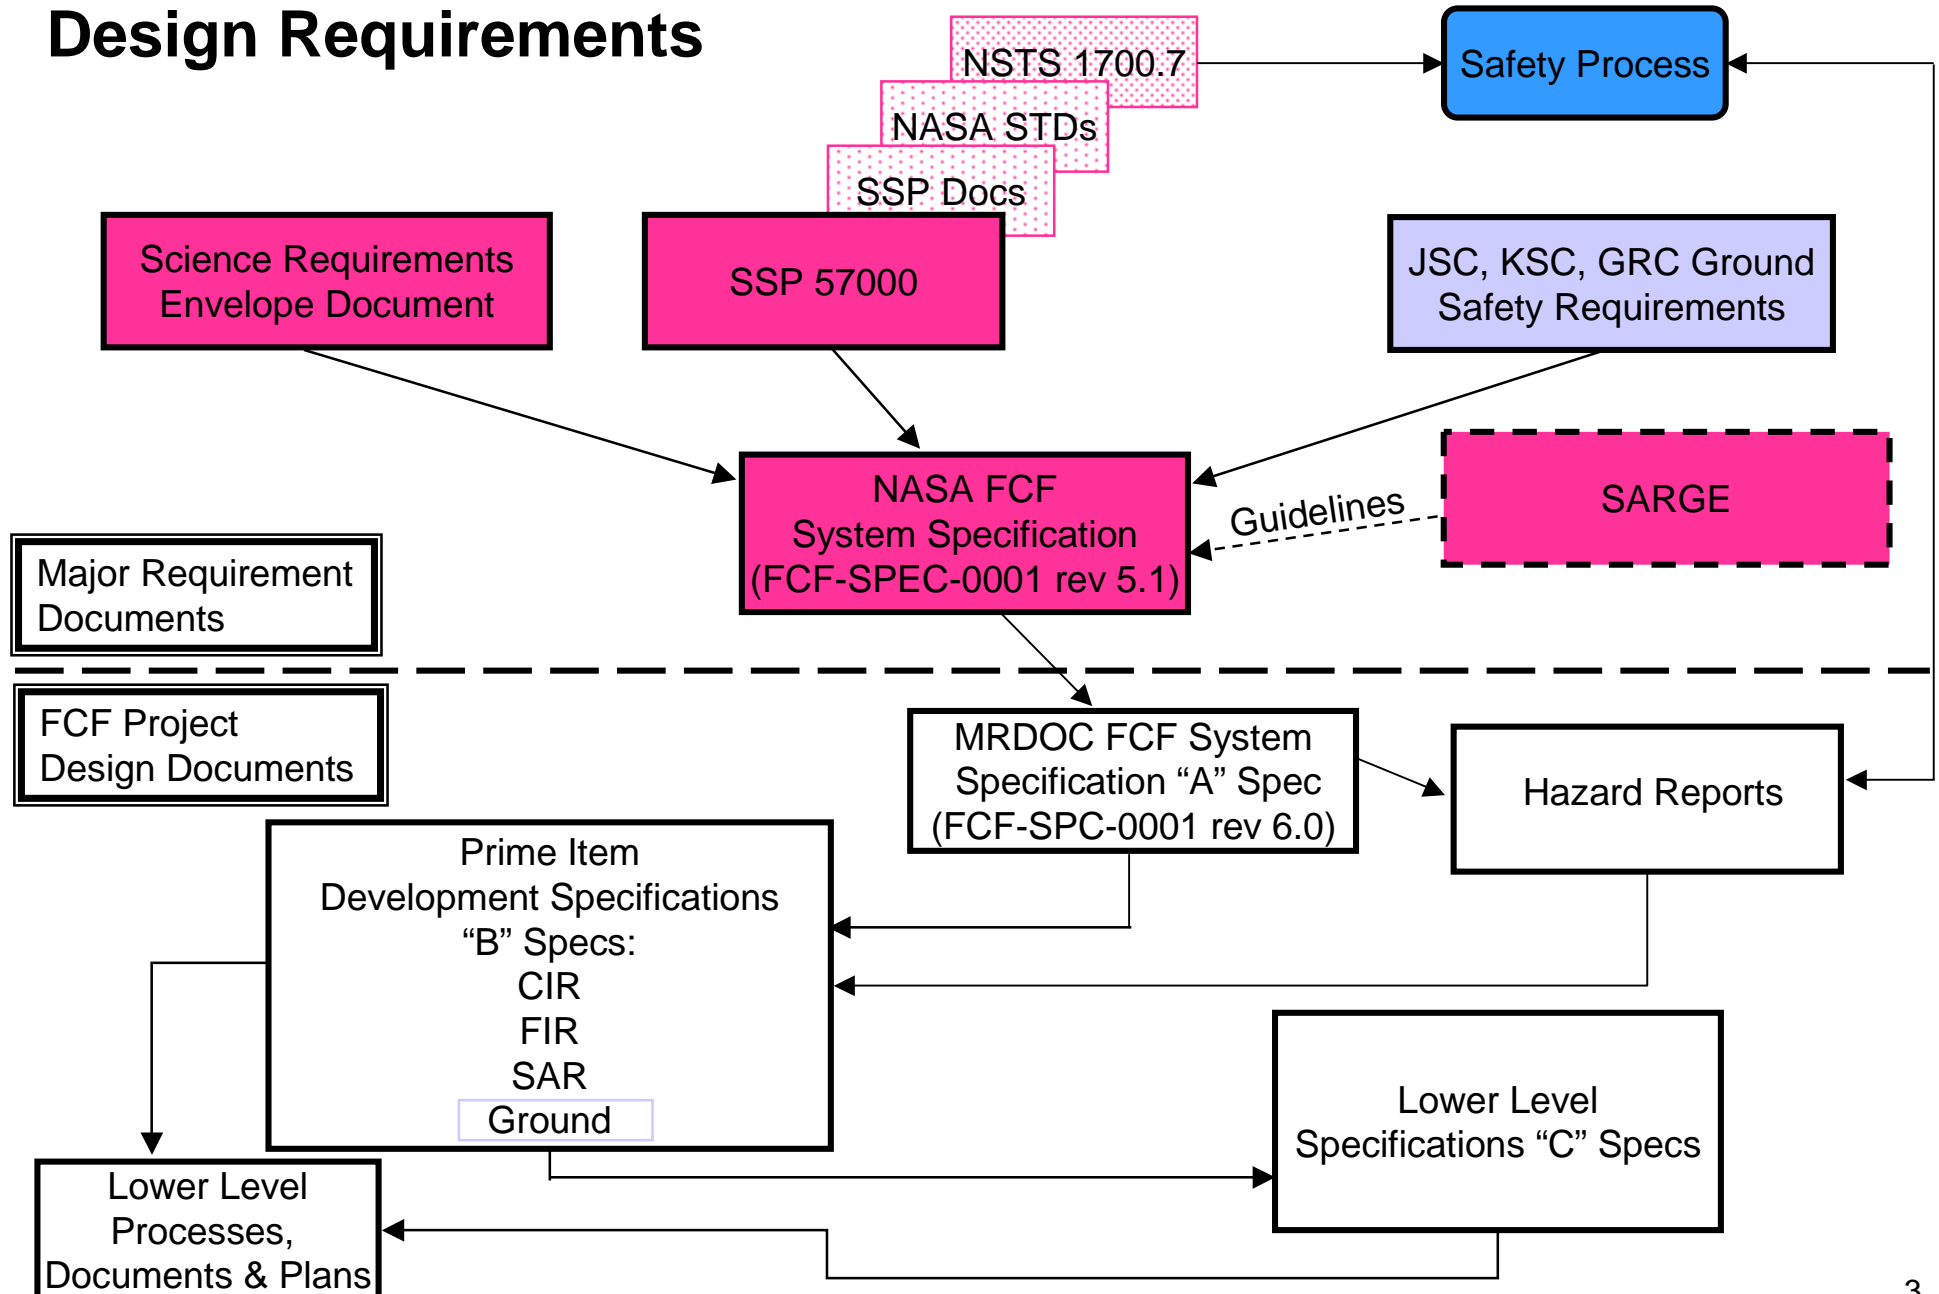 Design Requirements
NSTS 1700.7
Safety Process
NASA STDs
SSP Docs
Science Requirements
Envelope Document
SSP 57000
JSC, KSC, GRC Ground
Safety Requirements
NASA FCF
System Specification
(FCF-SPEC-0001 rev 5.1)
Guidelines
SARGE
Major Requirement
Documents
FCF Project
Design Documents
MRDOC FCF System
Specification “A” Spec
(FCF-SPC-0001 rev 6.0)
Hazard Reports
Prime Item
Development Specifications
“B” Specs:
CIR
FIR
SAR
Ground
Lower Level
Specifications “C” Specs
Lower Level
Processes,
Documents & Plans
3